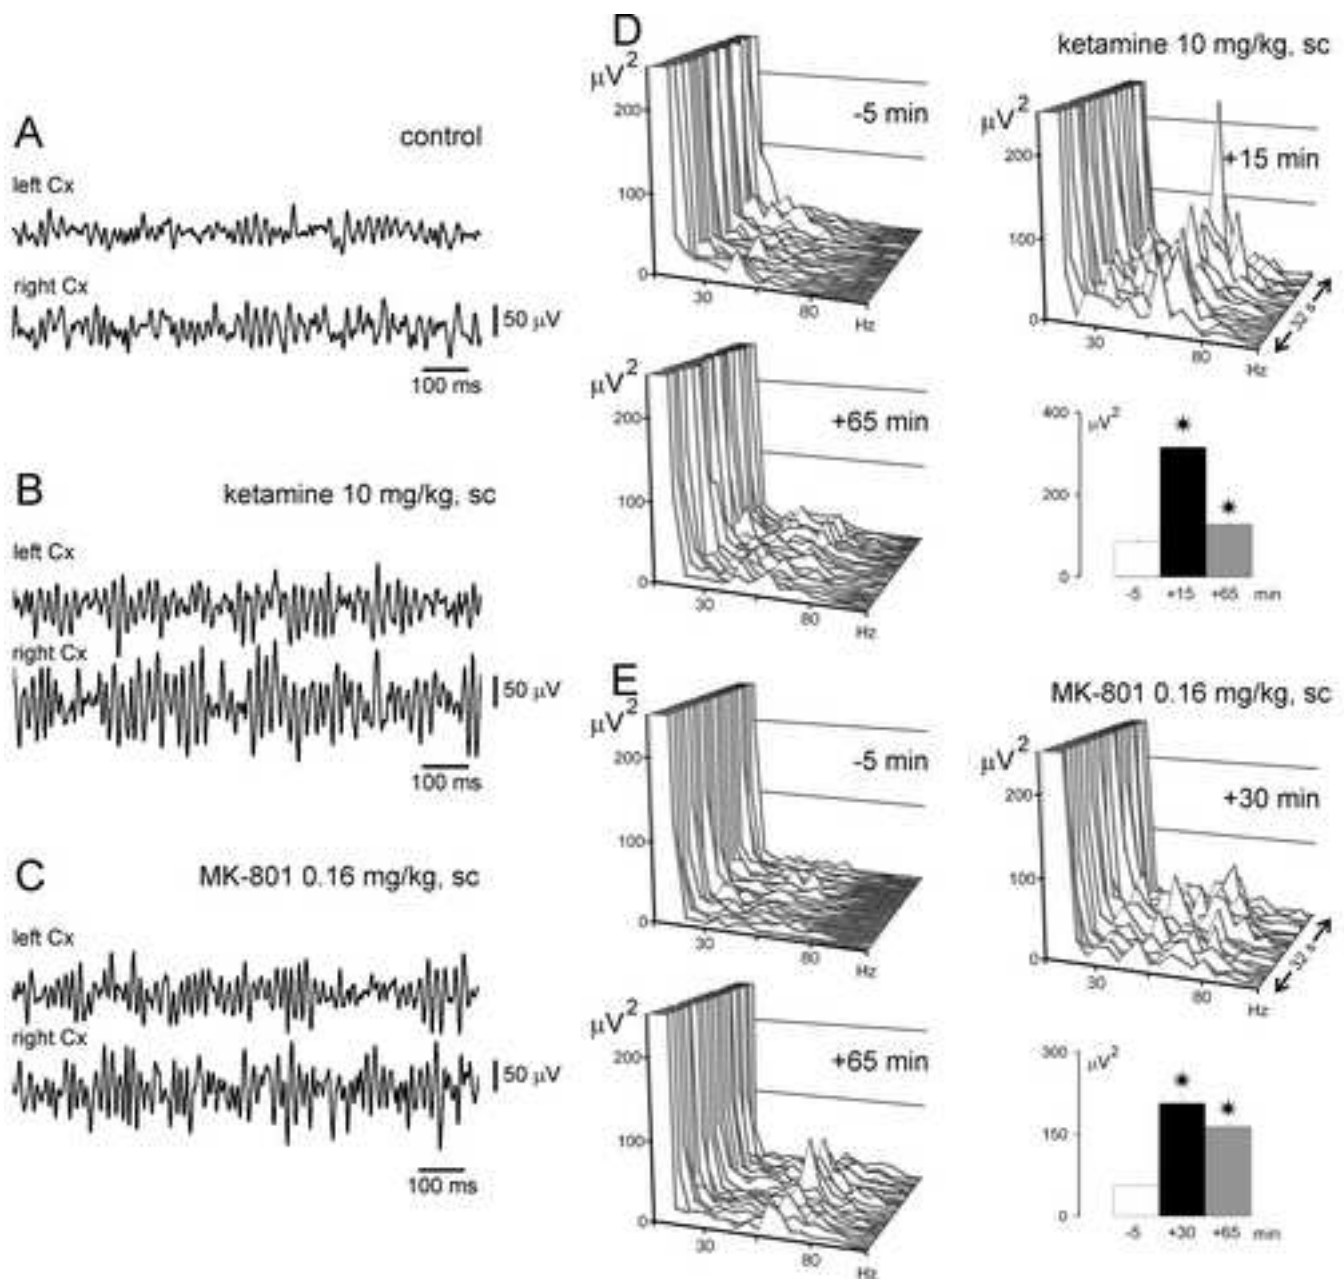 A
control
left Cx
right Cx
50 µV
100 ms
B
ketamine 10 mg/kg, sc
left Cx
right Cx
50 µV
100 ms
C
MK-801 0.16 mg/kg, sc
left Cx
right Cx
50 µV
100 ms
D
ketamine 10 mg/kg, sc
µV²
200
100
0
30
80
Hz
-5 min
µV²
200
100
0
30
80
Hz
+15 min
32 s
µV²
200
100
0
30
80
Hz
+65 min
400
µV²
200
0
* *
-5 +15 +65 min
E
MK-801 0.16 mg/kg, sc
µV²
200
100
0
30
80
Hz
-5 min
µV²
200
100
0
30
80
Hz
+30 min
32 s
µV²
200
100
0
30
80
Hz
+65 min
300
µV²
150
0
* *
-5 +30 +65 min